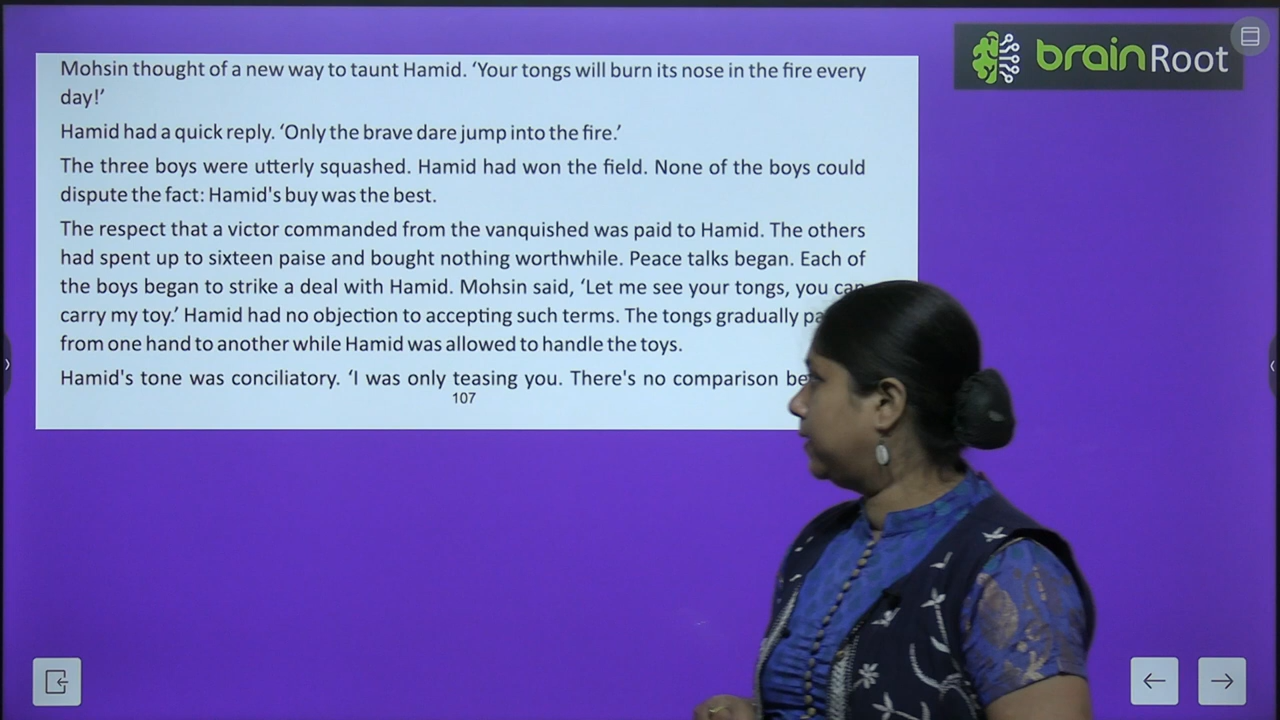 brainRoot
Mohsin thought of a new way to taunt Hamid. ‘Your tongs will burn its nose in the fire every
day!’
Hamid had a quick reply. ‘Only the brave dare jump into the fire.’
The three boys were utterly squashed. Hamid had won the field. None of the boys could
dispute the fact: Hamid's buy was the best.
The respect that a victor commanded from the vanquished was paid to Hamid. The others
had spent up to sixteen paise and bought nothing worthwhile. Peace talks began. Each of
the boys began to strike a deal with Hamid. Mohsin said, ‘Let me see your tongs, you can
carry my toy.’ Hamid had no objection to accepting such terms. The tongs gradually
from one hand to another while Hamid was allowed to handle the toys.
Hamid's tone was conciliatory. ‘I was only teasing you. There's no comparison
107